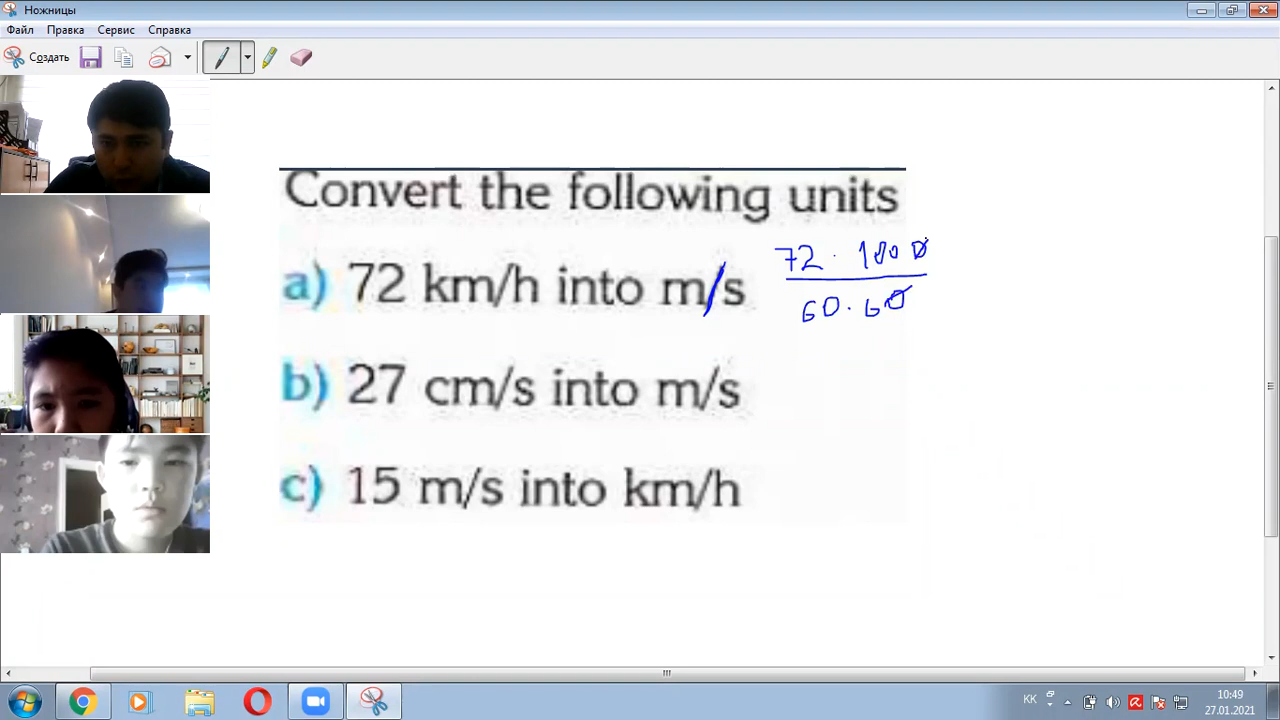 Ножницы
Файл Правка Сервис Справка
Создать
Convert the following units
a) 72 km/h into m/s
72 · 1000
60 · 60
b) 27 cm/s into m/s
c) 15 m/s into km/h
KK
10:49
27.01.2021